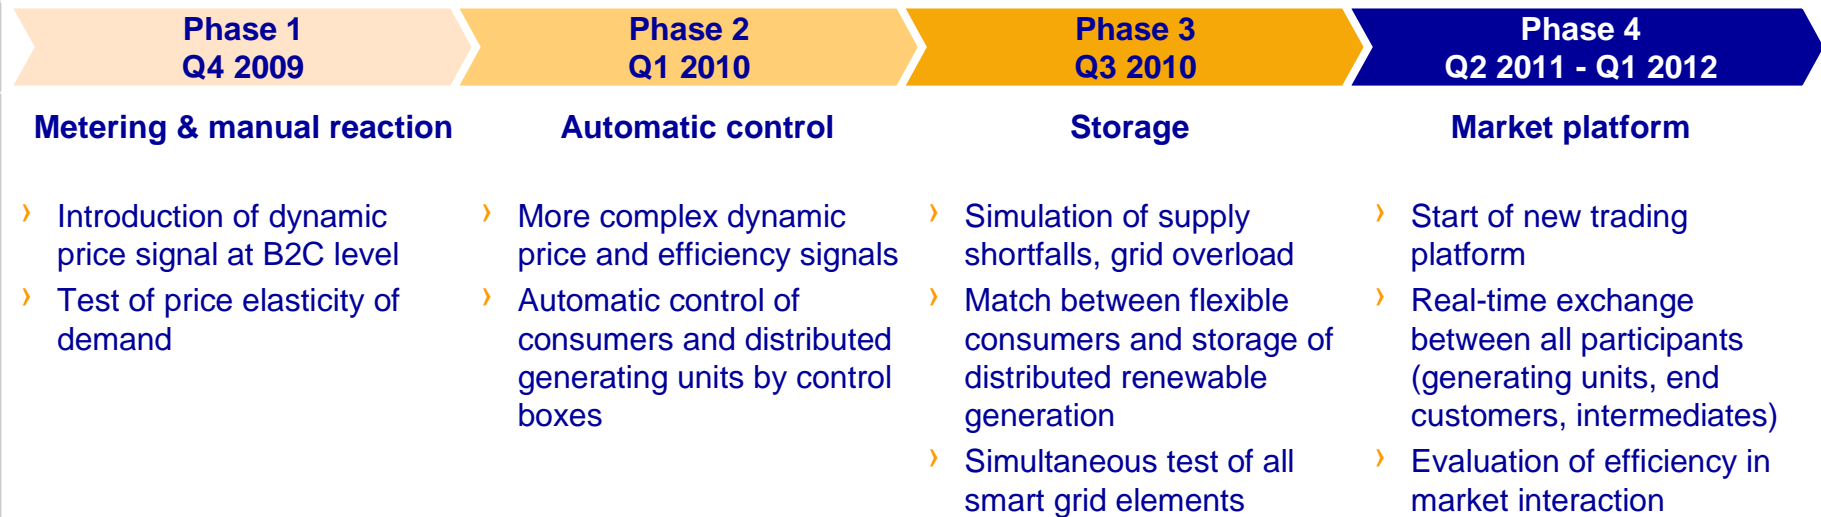 Phase 1
Q4 2009
Phase 2
Q1 2010
Phase 3
Q3 2010
Phase 4
Q2 2011 - Q1 2012
Metering & manual reaction
Automatic control
Storage
Market platform
› Introduction of dynamic
price signal at B2C level
› Test of price elasticity of
demand
› More complex dynamic
price and efficiency signals
› Automatic control of
consumers and distributed
generating units by control
boxes
› Simulation of supply
shortfalls, grid overload
› Match between flexible
consumers and storage of
distributed renewable
generation
› Simultaneous test of all
smart grid elements
› Start of new trading
platform
› Real-time exchange
between all participants
(generating units, end
customers, intermediates)
› Evaluation of efficiency in
market interaction